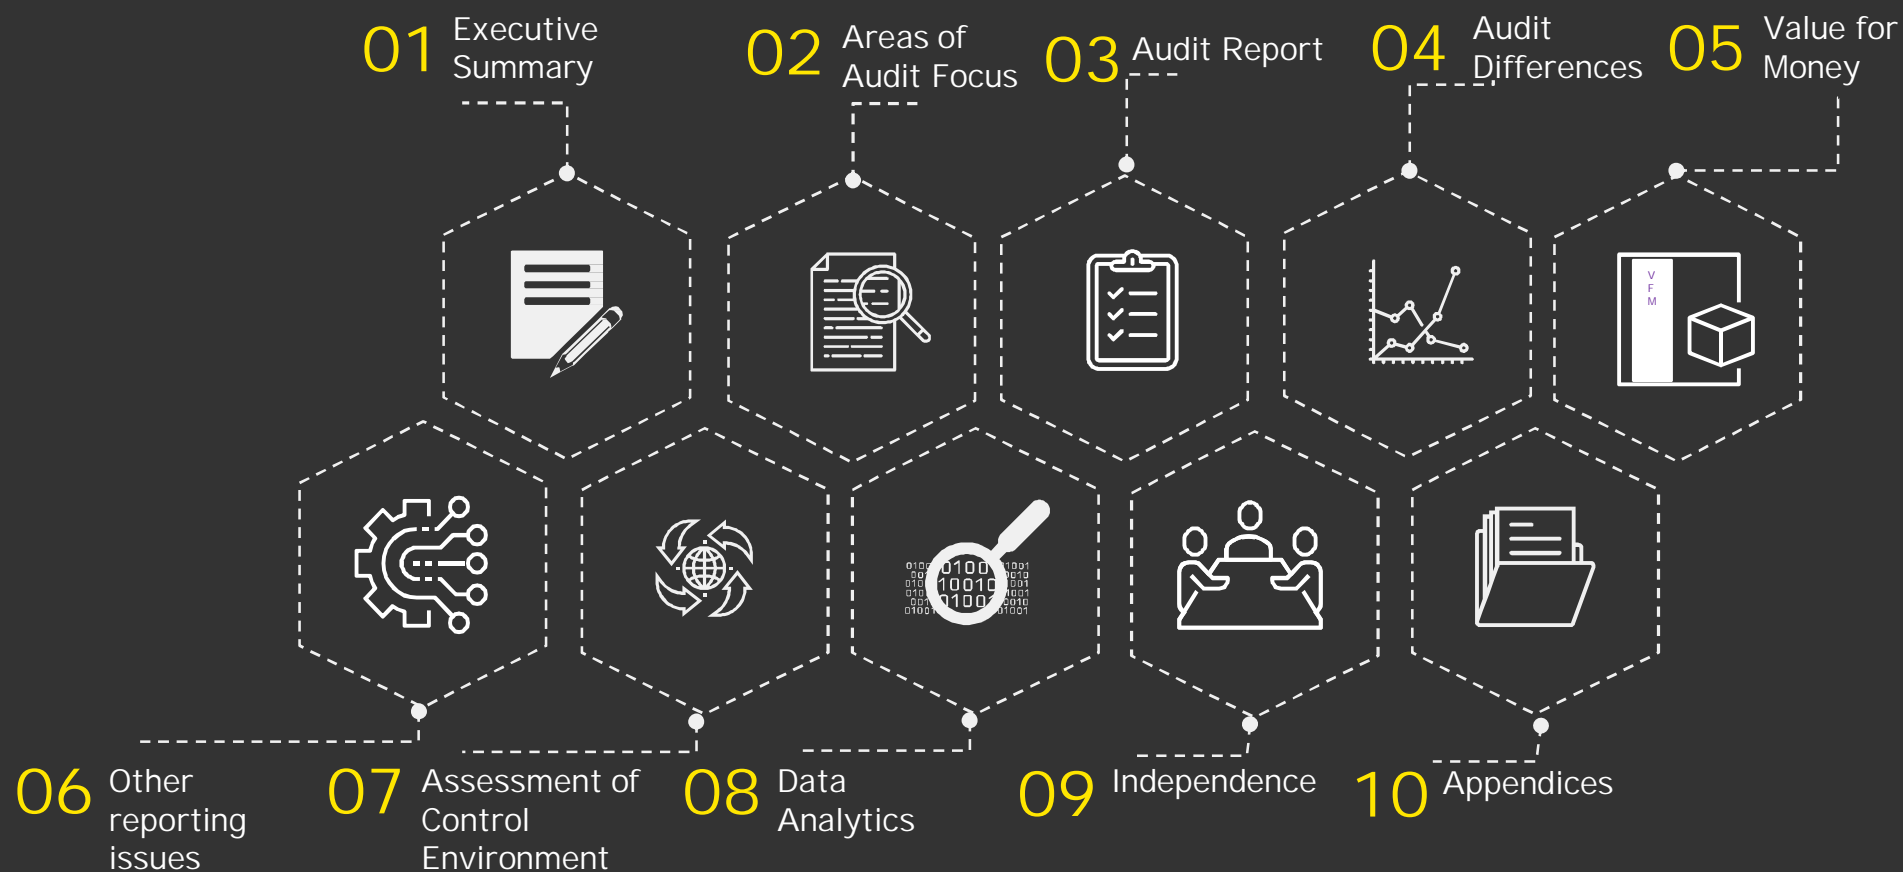 01 Executive
Summary
02 Areas of
Audit Focus
03 Audit Report
04 Audit
Differences
05 Value for
Money
V
F
M
06 Other
reporting
issues
07 Assessment of
Control
Environment
08 Data
Analytics
09 Independence
10 Appendices